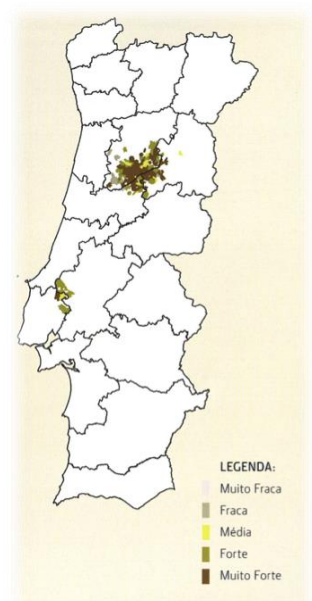 LEGENDA:
Muito Fraca
Fraca
Média
Forte
Muito Forte